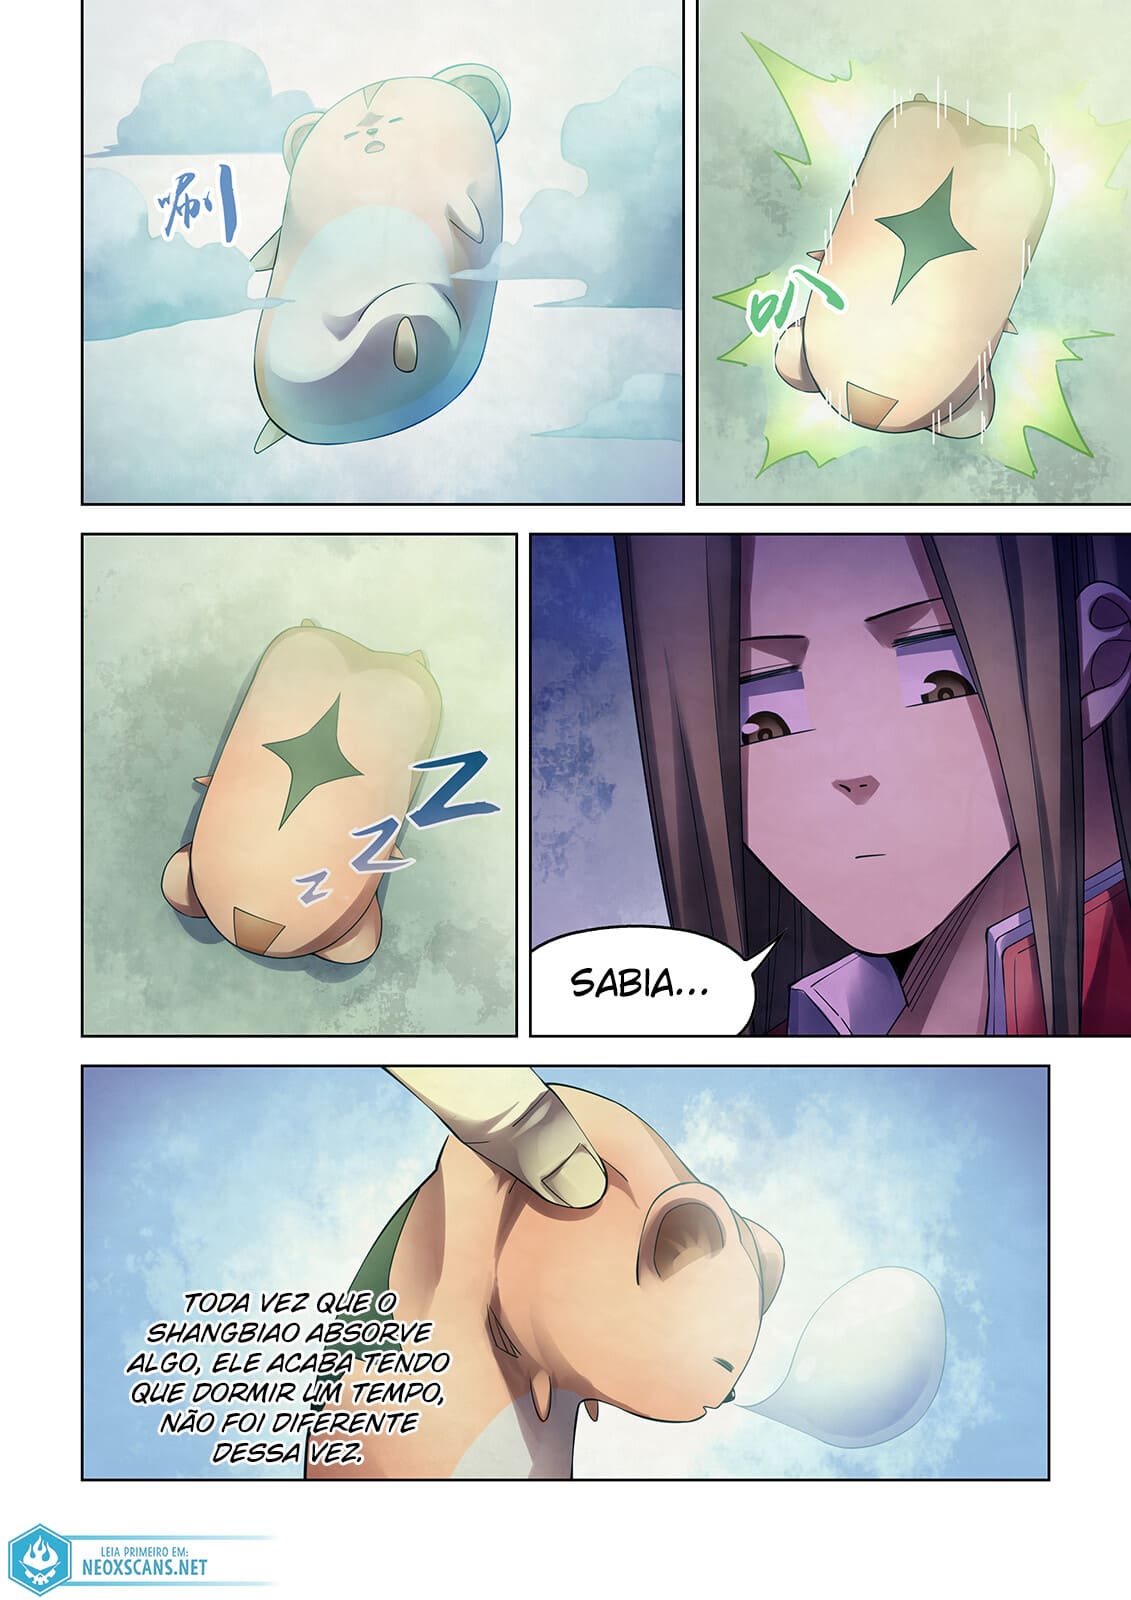 唰
叭
z z Z
SABIA...
TODA VEZ QUE O
SHANGBIAO ABSORVE
ALGO, ELE ACABA TENDO
QUE DORMIR UM TEMPO,
NÃO FOI DIFERENTE
DESSA VEZ.
LEIA PRIMEIRO EM:
NEOXSCANS.NET